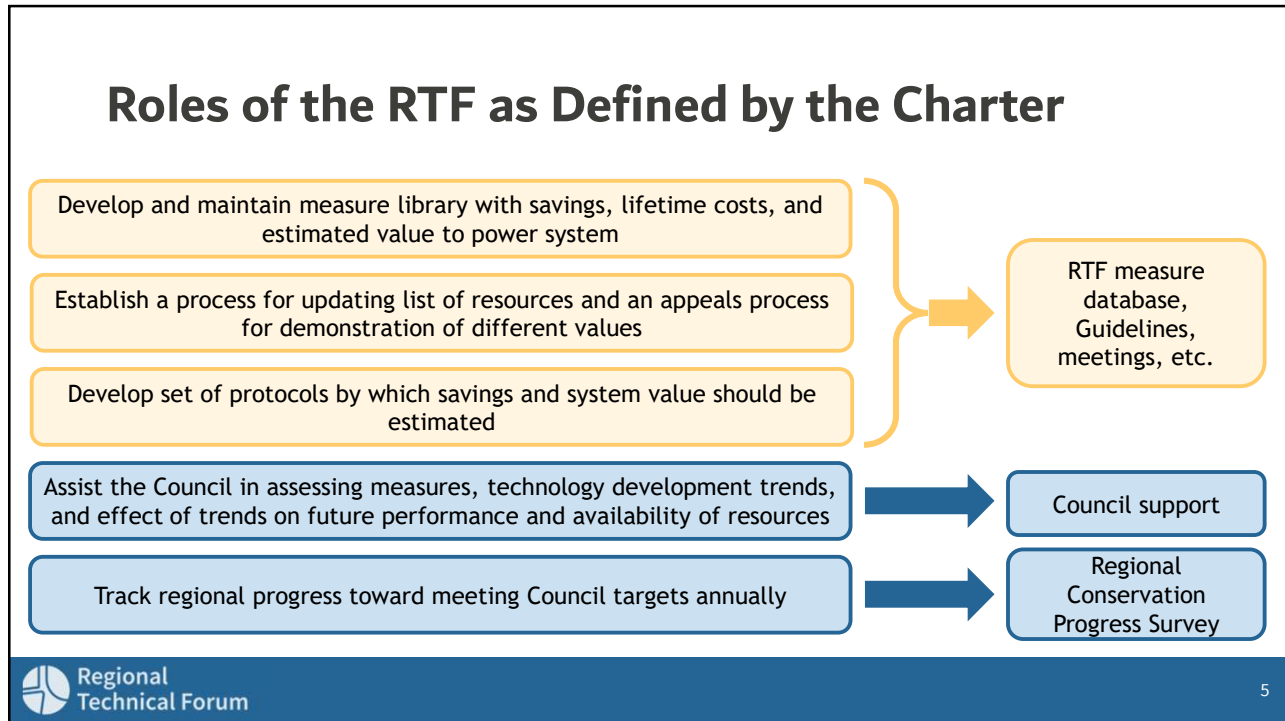 Roles of the RTF as Defined by the Charter
Develop and maintain measure library with savings, lifetime costs, and
estimated value to power system
Establish a process for updating list of resources and an appeals process
for demonstration of different values
Develop set of protocols by which savings and system value should be
estimated
RTF measure
database,
Guidelines,
meetings, etc.
Assist the Council in assessing measures, technology development trends,
and effect of trends on future performance and availability of resources
Council support
Track regional progress toward meeting Council targets annually
Regional
Conservation
Progress Survey
Regional
Technical Forum
5